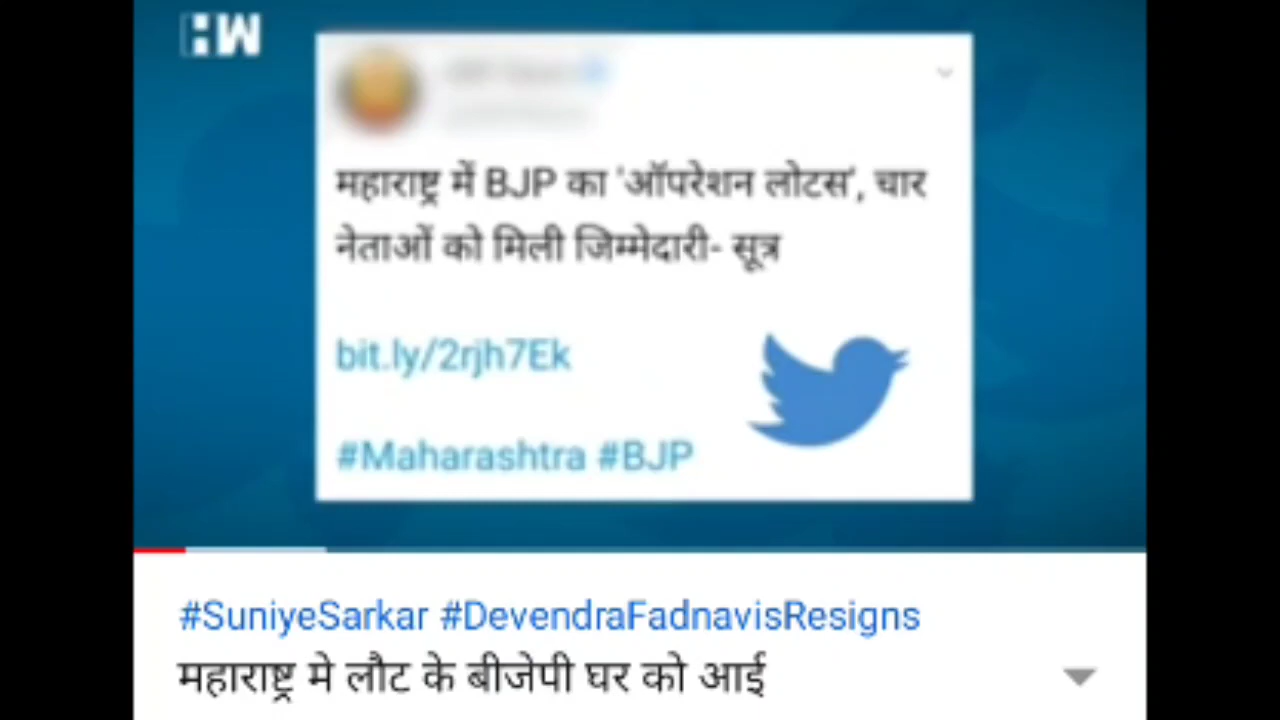 HW
महाराष्ट्र में BJP का 'ऑपरेशन लोटस', चार
नेताओं को मिली जिम्मेदारी- सूत्र
bit.ly/2rjh7Ek
#Maharashtra #BJP
#SuniyeSarkar #DevendraFadnavisResigns
महाराष्ट्र मे लौट के बीजेपी घर को आई